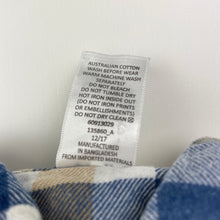 AUSTRALIAN COTTON
WASH BEFORE WEAR
WARM MACHINE WASH
SEPARATELY
DO NOT BLEACH
DO NOT TUMBLE DRY
HOT IRON INSIDE OUT
(DO NOT IRON PRINTS
OR EMBROIDERY)
DO NOT DRY CLEAN
60913029
135860_A
12/17
MANUFACTURED
IN BANGLADESH
FROM IMPORTED